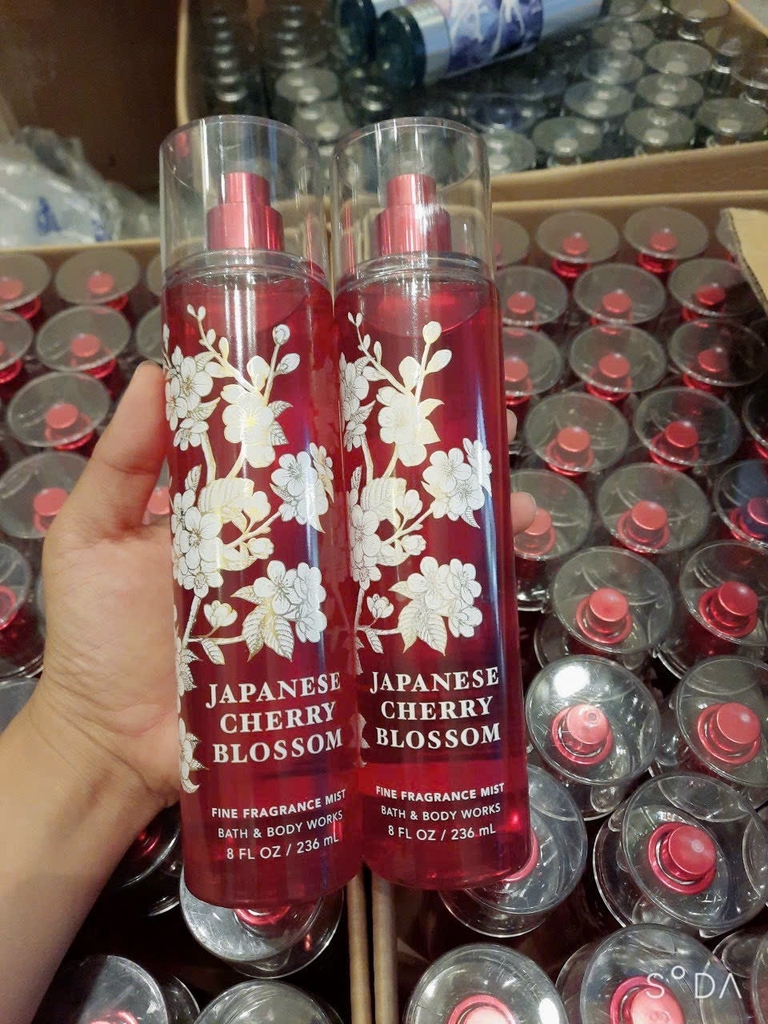 JAPANESE
CHERRY
BLOSSOM
FINE FRAGRANCE MIST
BATH & BODY WORKS
8 FL OZ / 236 mL
JAPANESE
CHERRY
BLOSSOM
FINE FRAGRANCE MIST
BATH & BODY WORKS
8 FL OZ / 236 mL
SODA